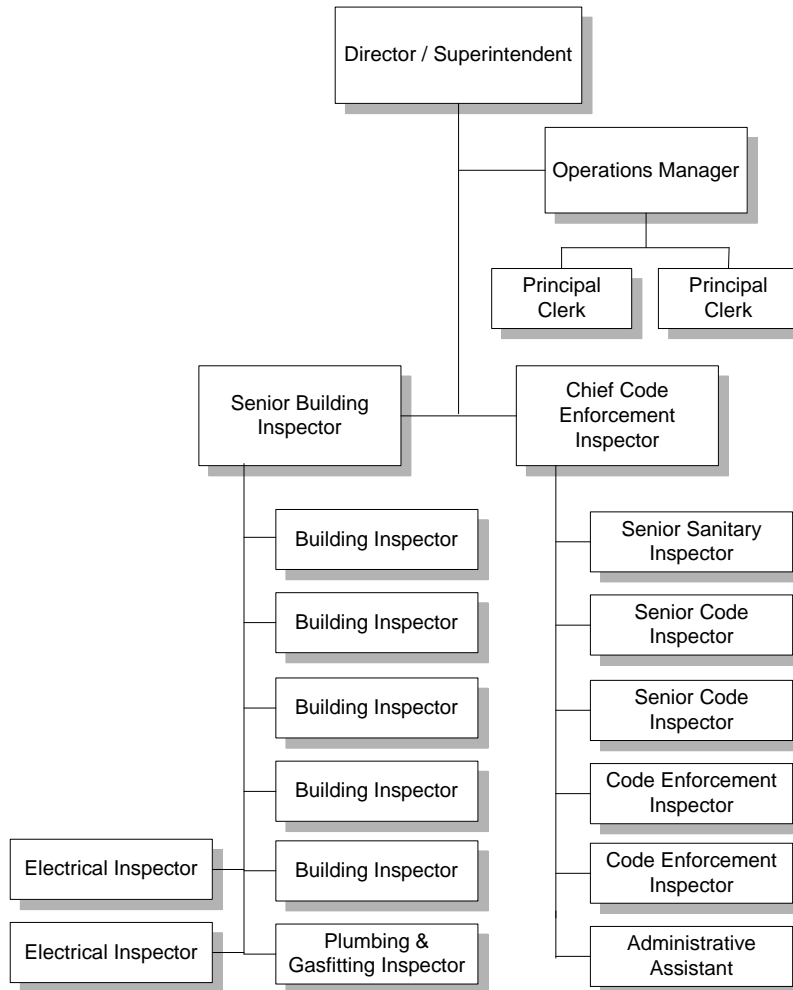 Director / Superintendent
Operations Manager
Principal
Clerk
Principal
Clerk
Senior Building
Inspector
Chief Code
Enforcement
Inspector
Building Inspector
Building Inspector
Building Inspector
Building Inspector
Building Inspector
Plumbing &
Gasfitting Inspector
Electrical Inspector
Electrical Inspector
Senior Sanitary
Inspector
Senior Code
Inspector
Senior Code
Inspector
Code Enforcement
Inspector
Code Enforcement
Inspector
Administrative
Assistant